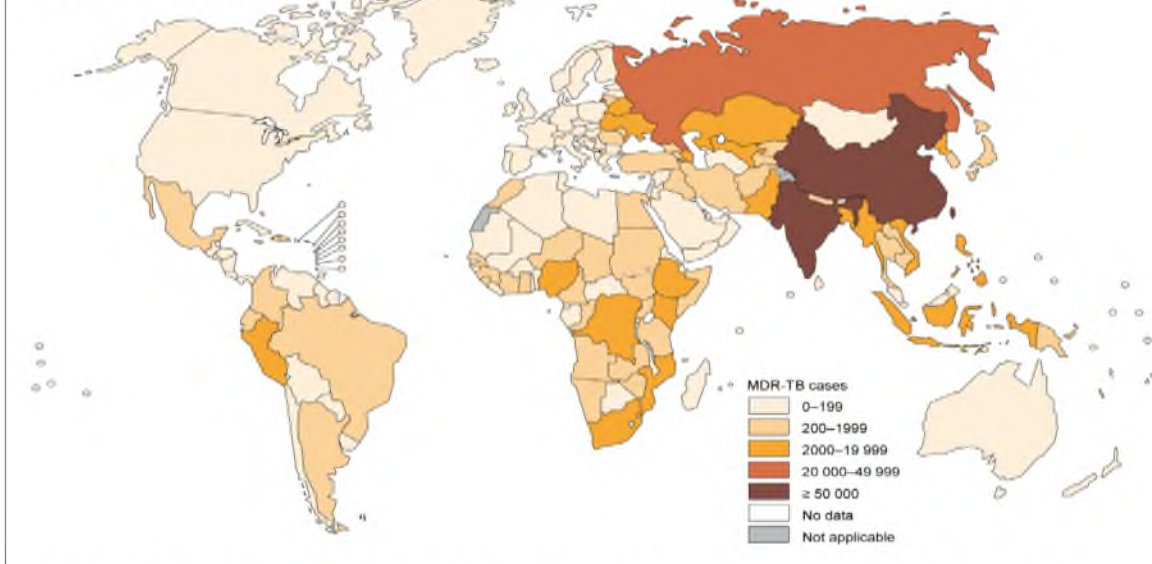 MDR-TB cases
0–199
200–1999
2000–19 999
20 000–49 999
≥ 50 000
No data
Not applicable